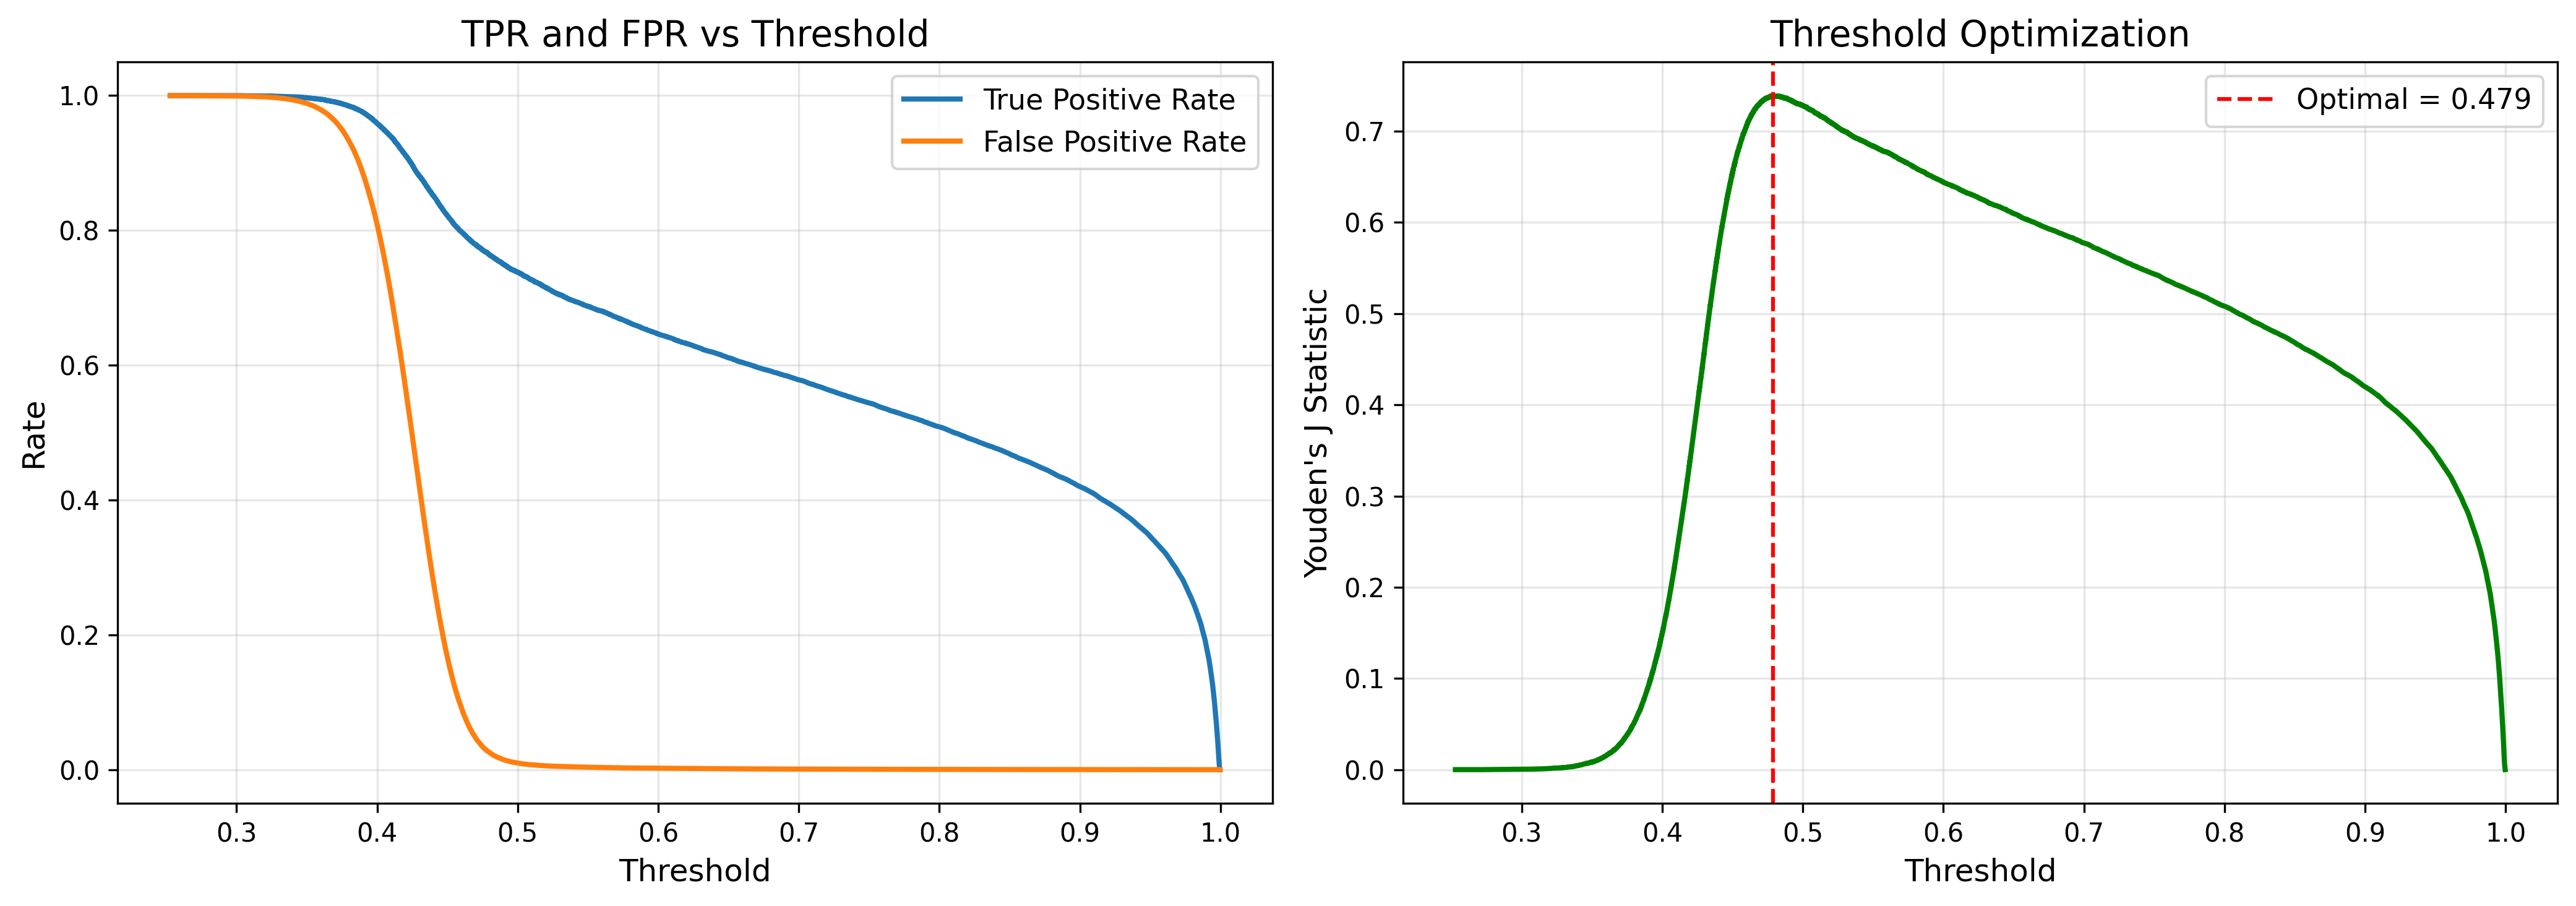 TPR and FPR vs Threshold
True Positive Rate
False Positive Rate
Rate
1.0
0.8
0.6
0.4
0.2
0.0
0.3 0.4 0.5 0.6 0.7 0.8 0.9 1.0
Threshold
Threshold Optimization
Optimal = 0.479
Youden's J Statistic
0.7
0.6
0.5
0.4
0.3
0.2
0.1
0.0
0.3 0.4 0.5 0.6 0.7 0.8 0.9 1.0
Threshold